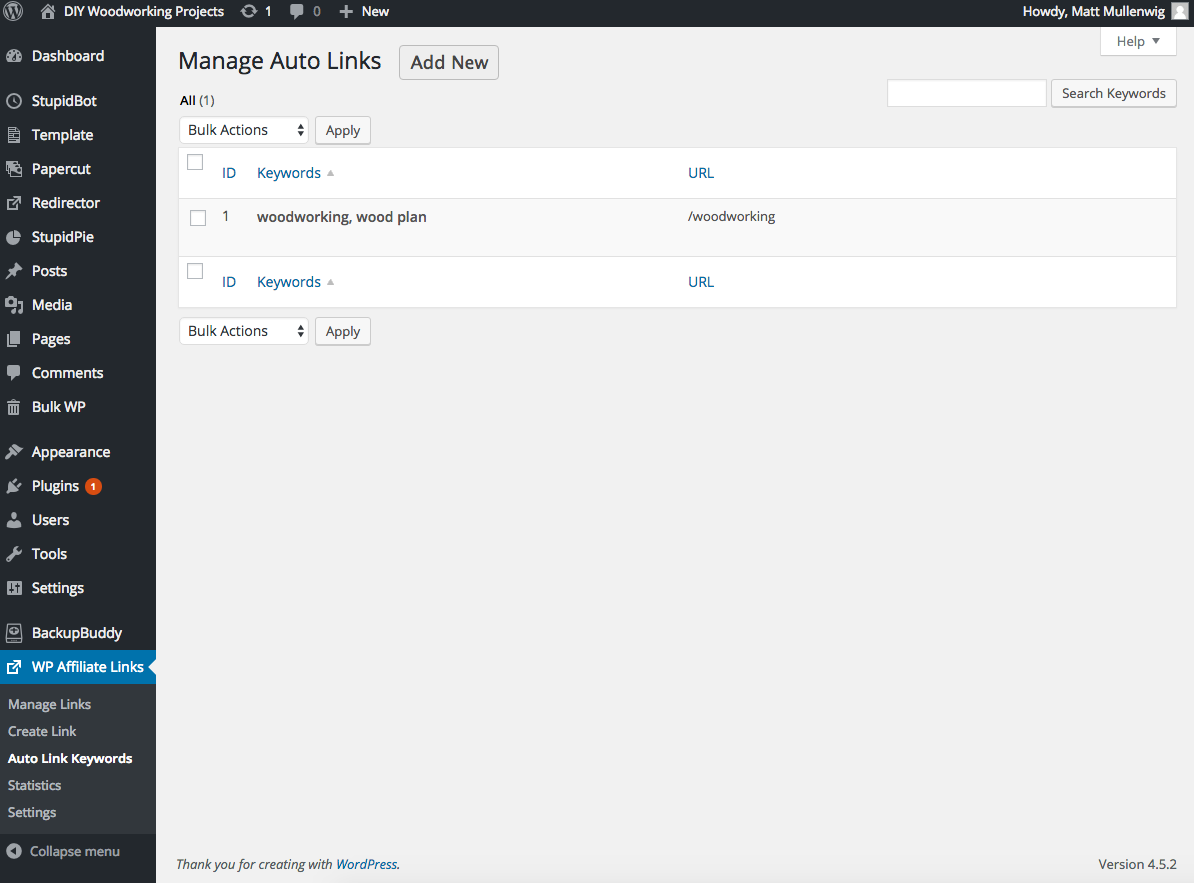 DIY Woodworking Projects 1 0 New Howdy, Matt Mullenwig
Help
Dashboard
StupidBot
Template
Papercut
Redirector
StupidPie
Posts
Media
Pages
Comments
Bulk WP
Appearance
Plugins 1
Users
Tools
Settings
BackupBuddy
WP Affiliate Links
Manage Links
Create Link
Auto Link Keywords
Statistics
Settings
Collapse menu
Manage Auto Links Add New
All (1)
Search Keywords
Bulk Actions Apply
ID Keywords URL
1 woodworking, wood plan /woodworking
ID Keywords URL
Bulk Actions Apply
Thank you for creating with WordPress. Version 4.5.2